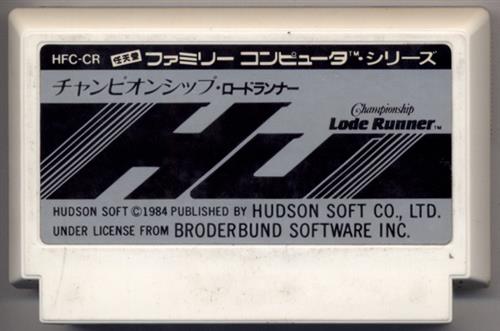 HFC-CR 任天堂 ファミリー コンピュータ™・シリーズ
チャンピオンシップ・ロードランナー
Championship
Lode Runner™
HU
HUDSON SOFT ©1984 PUBLISHED BY HUDSON SOFT CO., LTD.
UNDER LICENSE FROM BRODERBUND SOFTWARE INC.